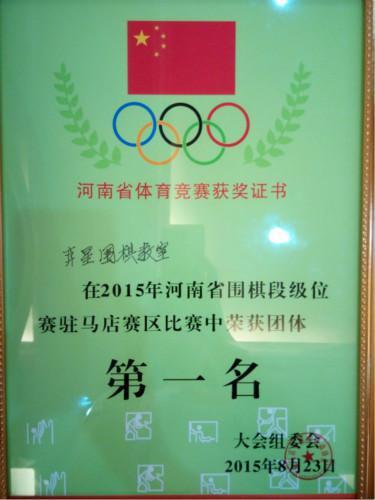 河南省体育竞赛获奖证书
弈星围棋教室
在2015年河南省围棋段级位
赛驻马店赛区比赛中荣获团体
第一名
大会组委会
2015年8月23日